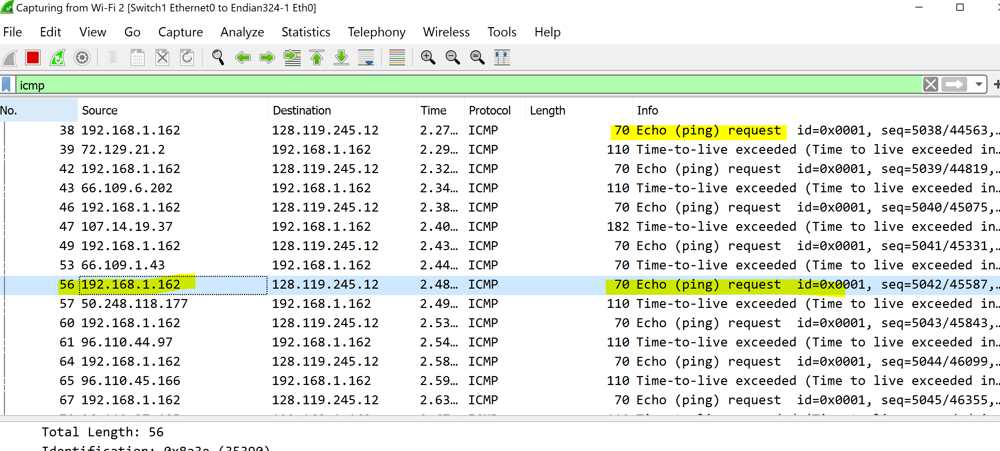 Capturing from Wi-Fi 2 [Switch1 Ethernet0 to Endian324-1 Eth0]
File Edit View Go Capture Analyze Statistics Telephony Wireless Tools Help
icmp
No. Source Destination Time Protocol Length Info
38 192.168.1.162 128.119.245.12 2.27… ICMP 70 Echo (ping) request id=0x0001, seq=5038/44563,…
39 72.129.21.2 192.168.1.162 2.29… ICMP 110 Time-to-live exceeded (Time to live exceeded in…
42 192.168.1.162 128.119.245.12 2.32… ICMP 70 Echo (ping) request id=0x0001, seq=5039/44819,…
43 66.109.6.202 192.168.1.162 2.34… ICMP 110 Time-to-live exceeded (Time to live exceeded in…
46 192.168.1.162 128.119.245.12 2.38… ICMP 70 Echo (ping) request id=0x0001, seq=5040/45075,…
47 107.14.19.37 192.168.1.162 2.40… ICMP 182 Time-to-live exceeded (Time to live exceeded in…
49 192.168.1.162 128.119.245.12 2.43… ICMP 70 Echo (ping) request id=0x0001, seq=5041/45331,…
53 66.109.1.43 192.168.1.162 2.44… ICMP 70 Time-to-live exceeded (Time to live exceeded in…
56 192.168.1.162 128.119.245.12 2.48… ICMP 70 Echo (ping) request id=0x0001, seq=5042/45587,…
57 50.248.118.177 192.168.1.162 2.49… ICMP 110 Time-to-live exceeded (Time to live exceeded in…
60 192.168.1.162 128.119.245.12 2.53… ICMP 70 Echo (ping) request id=0x0001, seq=5043/45843,…
61 96.110.44.97 192.168.1.162 2.54… ICMP 110 Time-to-live exceeded (Time to live exceeded in…
64 192.168.1.162 128.119.245.12 2.58… ICMP 70 Echo (ping) request id=0x0001, seq=5044/46099,…
65 96.110.45.166 192.168.1.162 2.59… ICMP 110 Time-to-live exceeded (Time to live exceeded in…
67 192.168.1.162 128.119.245.12 2.63… ICMP 70 Echo (ping) request id=0x0001, seq=5045/46355,…
Total Length: 56
Identification: 0x8a3e (35390)